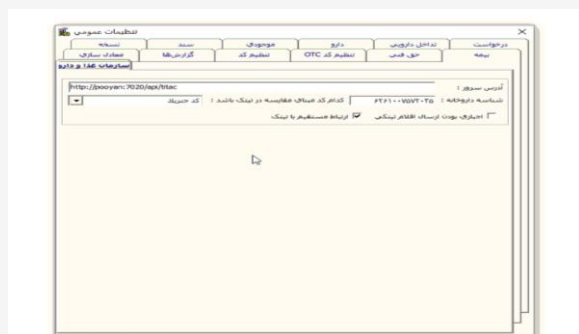 تنظیمات عمومی
درخواست تداخل دارویی دارو موجودی سند نسخه
بیمه حق فنی تنظیم کد OTC تنظیم کد گزارش‌ها معادل سازی
سازمان غذا و دارو
آدرس سرور : http://pooyan:7020/api/ttac
شناسه داروخانه : کدام کد مبنای مقایسه در تیتک باشد : کد جنریک
اجباری بودن ارسال اقلام تیتکی ارتباط مستقیم با تیتک